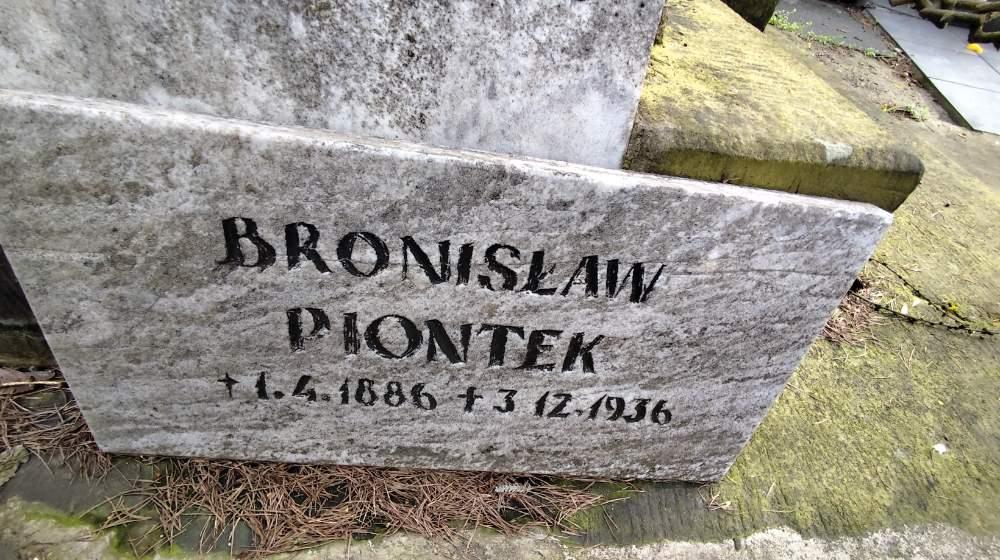 BRONISŁAW
PIONTEK
✝ 1.4.1886 ✝ 3 12.1936